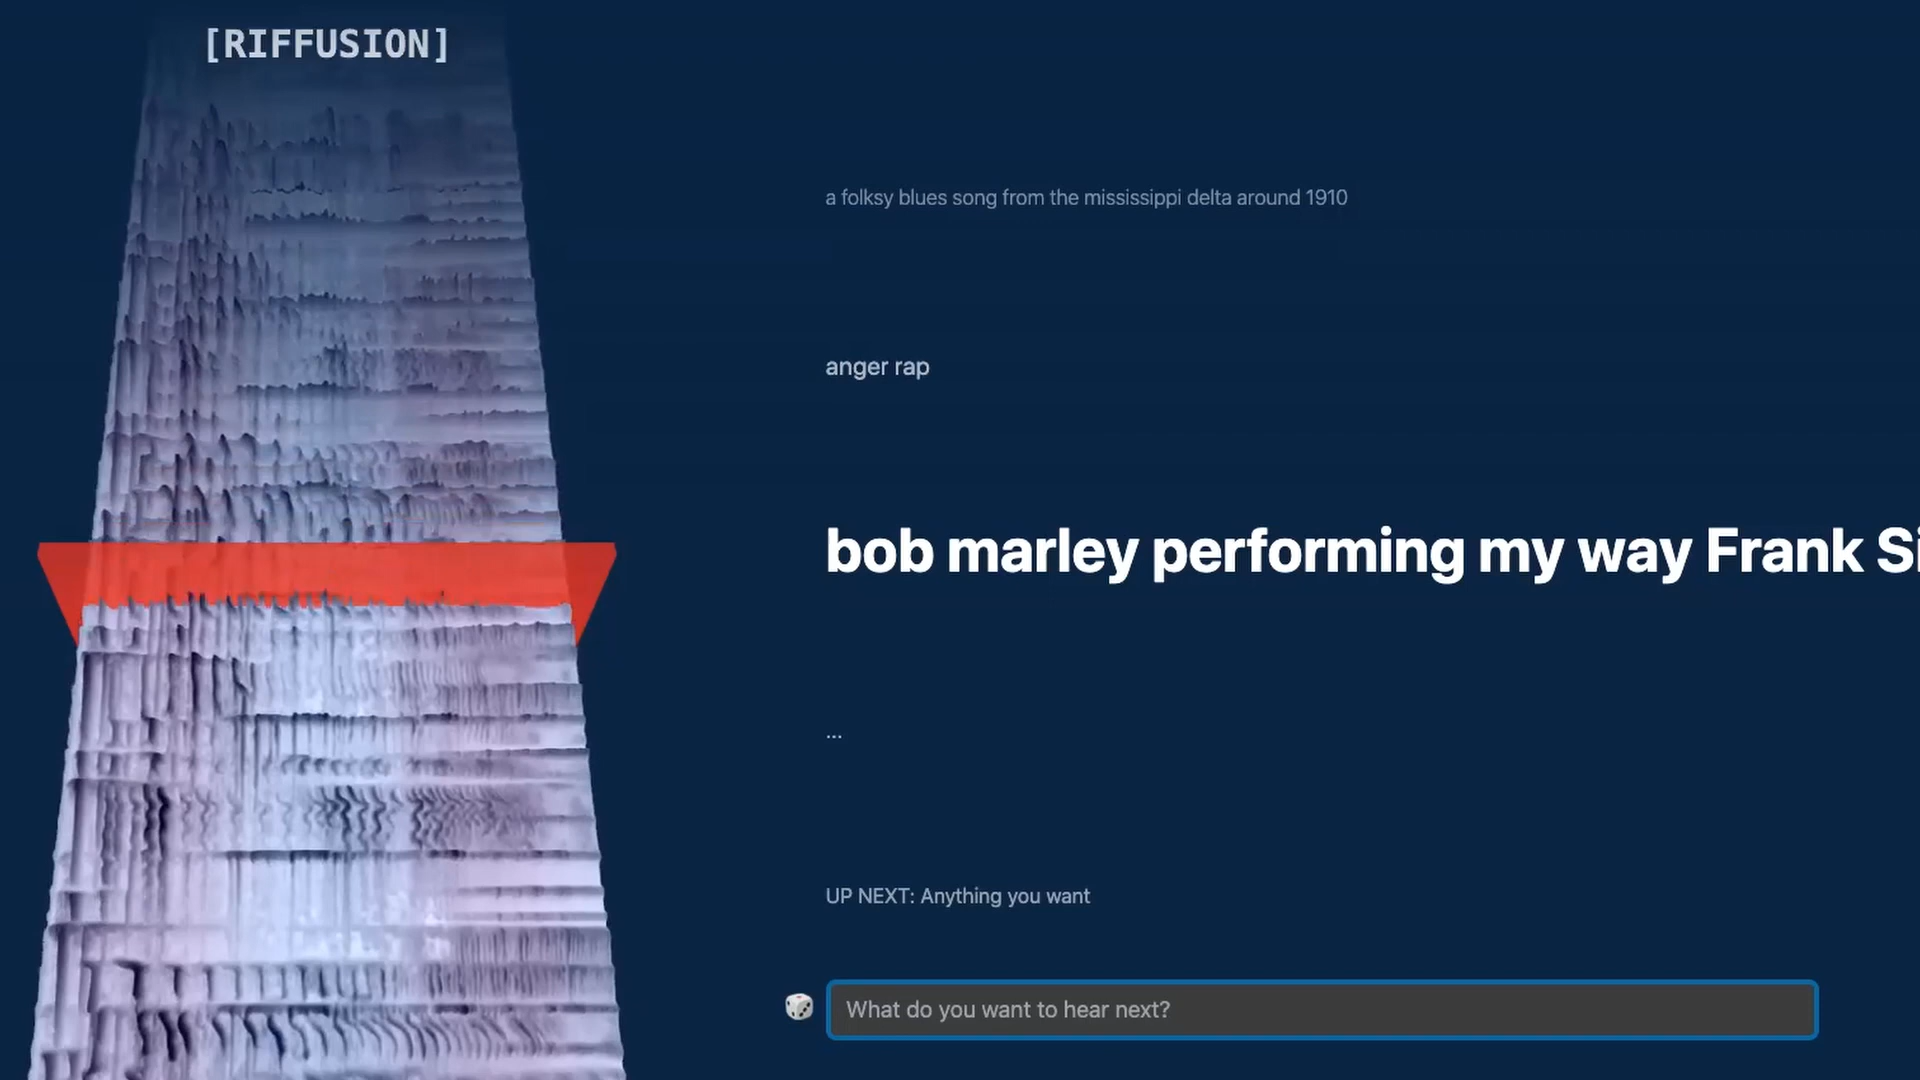 [RIFFUSION]
a folksy blues song from the mississippi delta around 1910
anger rap
bob marley performing my way Frank
...
UP NEXT: Anything you want
What do you want to hear next?